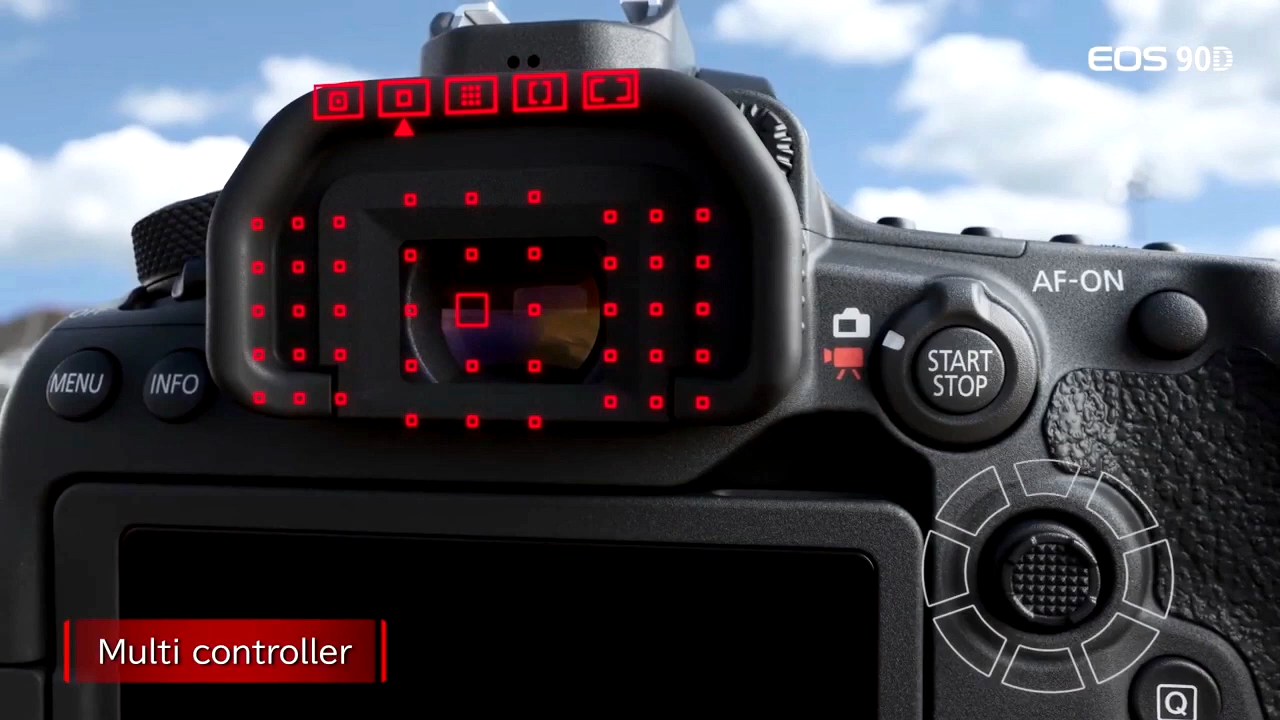 EOS 90D
AF-ON
START
STOP
MENU
INFO
Multi controller
Q